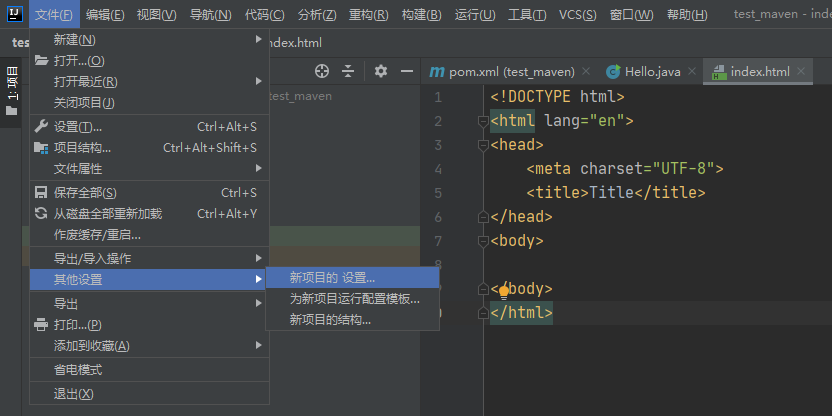 文件(F) 编辑(E) 视图(V) 导航(N) 代码(C) 分析(Z) 重构(R) 构建(B) 运行(U) 工具(T) VCS(S) 窗口(W) 帮助(H) test_maven - inde
tes
index.html
1: 项目
新建(N)
打开...(O)
打开最近(R)
关闭项目(J)
设置(T)... Ctrl+Alt+S
项目结构... Ctrl+Alt+Shift+S
文件属性
保存全部(S) Ctrl+S
从磁盘全部重新加载 Ctrl+Alt+Y
作废缓存/重启...
导出/导入操作
其他设置
导出
打印...(P)
添加到收藏(A)
省电模式
退出(X)
新项目的 设置...
为新项目运行配置模板...
新项目的结构...
test_maven
pom.xml (test_maven) Hello.java index.html
1 <!DOCTYPE html>
2 <html lang="en">
3 <head>
4 <meta charset="UTF-8">
5 <title>Title</title>
6 </head>
7 <body>
8
9 </body>
</html>